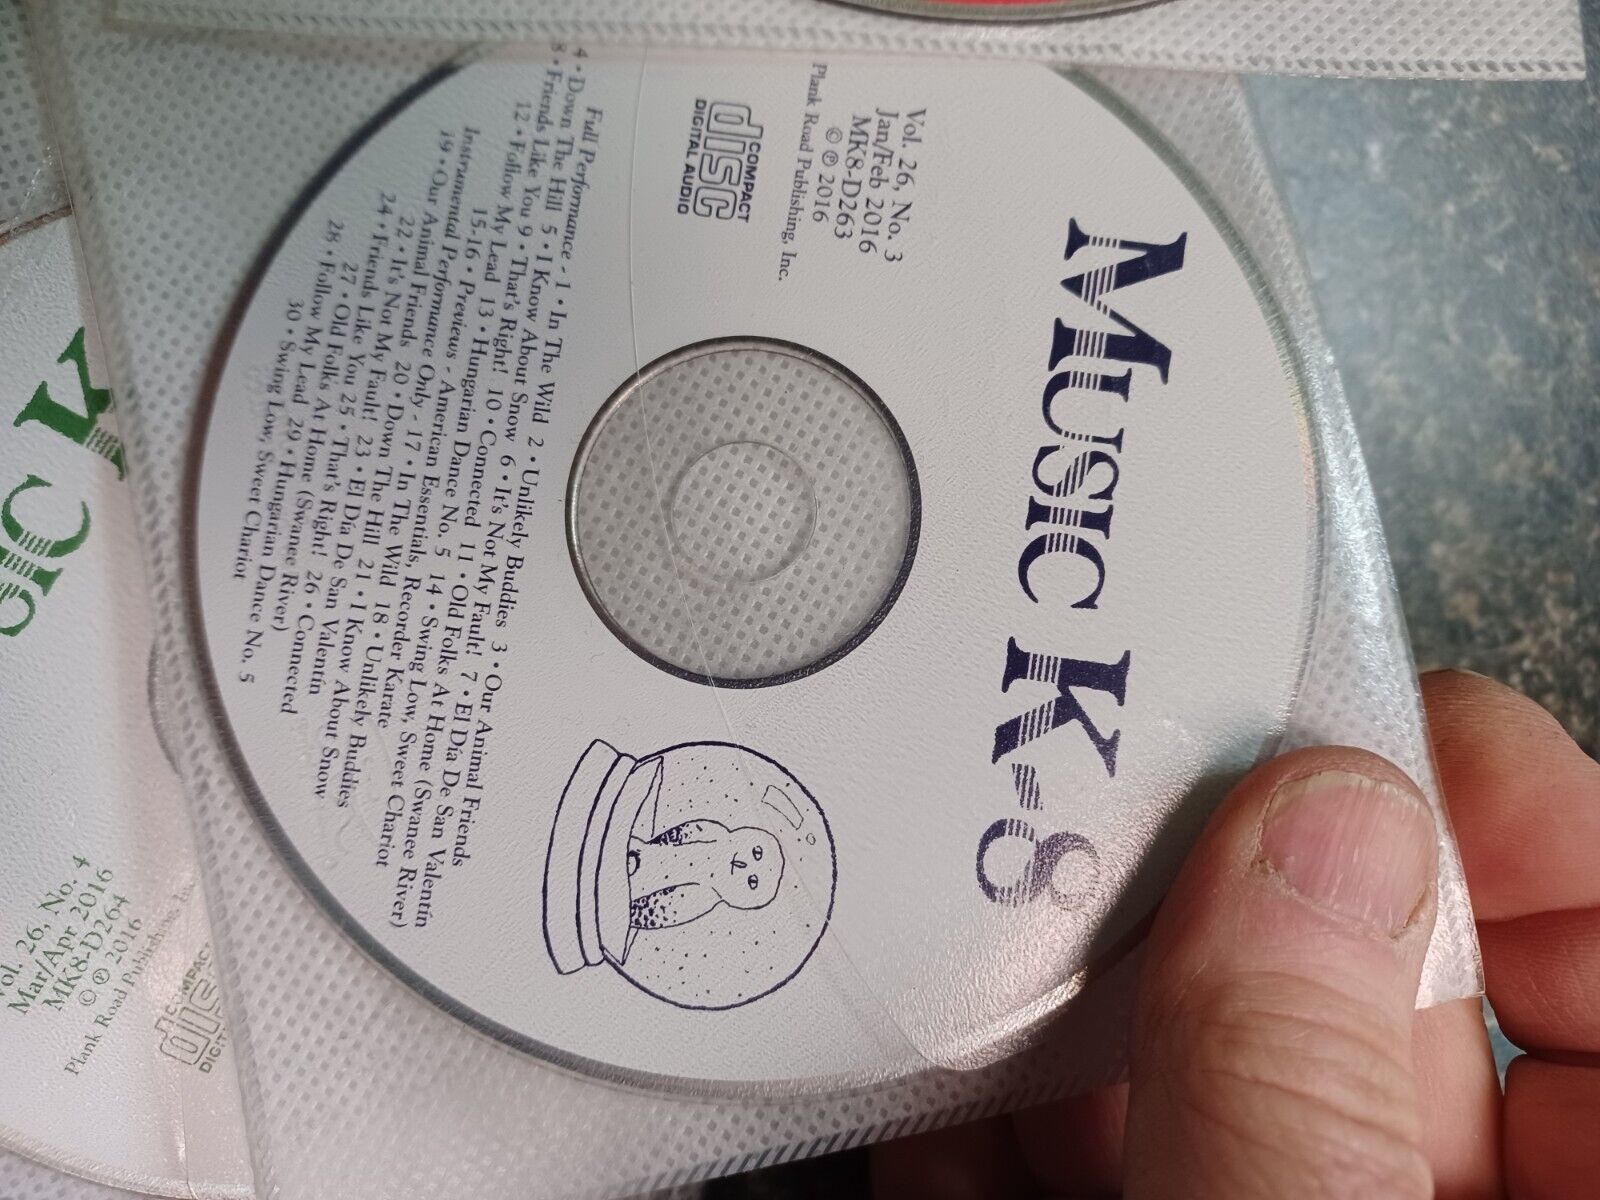 MUSIC K-8
Vol. 26, No. 3
Jan/Feb 2016
MK8-D263
© ℗ 2016
Plank Road Publishing, Inc.
COMPACT
disc
DIGITAL AUDIO
Full Performance - 1 • In The Wild 2 • Unlikely Buddies 3 • Our Animal Friends
4 • Down The Hill 5 • I Know About Snow 6 • It's Not My Fault! 7 • El Día De San Valentín
8 • Friends Like You 9 • That's Right! 10 • Connected 11 • Old Folks At Home (Swanee River)
12 • Follow My Lead 13 • Hungarian Dance No. 5 14 • Swing Low, Sweet Chariot
15-16 • Previews - American Essentials, Recorder Karate
Instrumental Performance Only - 17 • In The Wild 18 • Unlikely Buddies
19 • Our Animal Friends 20 • Down The Hill 21 • I Know About Snow
22 • It's Not My Fault! 23 • El Día De San Valentín
24 • Friends Like You 25 • That's Right! 26 • Connected
27 • Old Folks At Home (Swanee River)
28 • Follow My Lead 29 • Hungarian Dance No. 5
30 • Swing Low, Sweet Chariot
SIC K
Vol. 26, No. 4
Mar/Apr 2016
MK8-D264
© ℗ 2016
Plank Road Publishing, I
COMPAC
dis
DIGIT